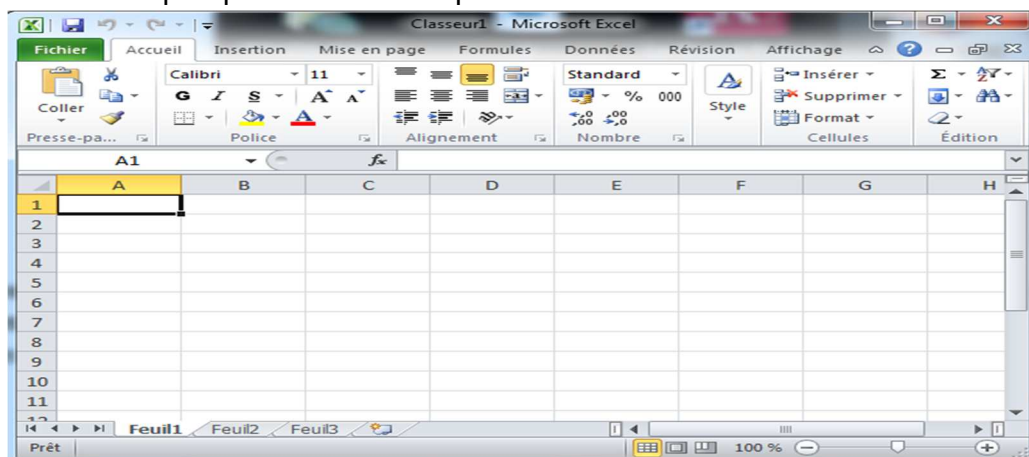 Classeur1 - Microsoft Excel
Fichier Accueil Insertion Mise en page Formules Données Révision Affichage
Calibri 11 Standard Insérer Σ
Coller G I S A A % 000 Style Supprimer
A Format
Presse-pa... Police Alignement Nombre Cellules Édition
A1 fx
A B C D E F G H
1
2
3
4
5
6
7
8
9
10
11
12
Feuil1 Feuil2 Feuil3
Prêt 100 %